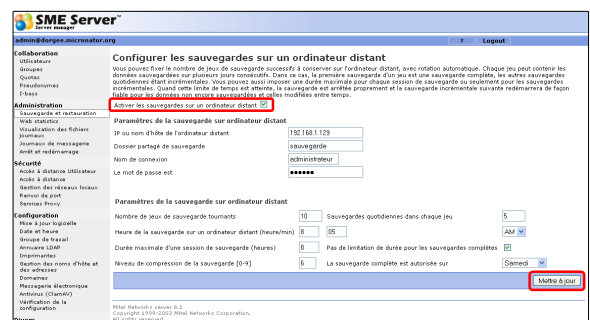 SME Server™
Server manager
admin@dorgee.micronator.org
? Logout
Collaboration
Utilisateurs
Groupes
Quotas
Pseudonymes
I-bays
Administration
Sauvegarde et restauration
Web statistics
Visualisation des fichiers
journaux
Journaux de messagerie
Arrêt et redémarrage
Sécurité
Accès à distance Utilisateur
Accès à distance
Gestion des réseaux locaux
Renvoi de port
Services Proxy
Configuration
Mise à jour logicielle
Date et heure
Groupe de travail
Annuaire LDAP
Imprimantes
Gestion des noms d'hôte et
des adresses
Domaines
Messagerie électronique
Antivirus (ClamAV)
Vérification de la
configuration
Divers
Configurer les sauvegardes sur un ordinateur distant
Vous pouvez fixer le nombre de jeux de sauvegarde successifs à conserver sur l'ordinateur distant, avec rotation automatique. Chaque jeu peut contenir les
données sauvegardées sur plusieurs jours consécutifs. Dans ce cas, la première sauvegarde d'un jeu est une sauvegarde complète, les autres sauvegardes
quotidiennes étant incrémentales. Vous pouvez aussi imposer une durée maximale pour chaque session de sauvegarde ou seulement pour les sauvegardes
incrémentales. Quand cette limite de temps est atteinte, la sauvegarde est arrêtée proprement et la sauvegarde incrémentale suivante redémarrera de façon
fiable pour les données non encore sauvegardées et celles modifiées entre temps.
Activer les sauvegardes sur un ordinateur distant
Paramètres de la sauvegarde sur ordinateur distant
IP ou nom d'hôte de l'ordinateur distant 192.168.1.129
Dossier partagé de sauvegarde sauvegarde
Nom de connexion administrateur
Le mot de passe est ••••••
Paramètres de la sauvegarde sur ordinateur distant
Nombre de jeux de sauvegarde tournants 10 Sauvegardes quotidiennes dans chaque jeu 5
Heure de la sauvegarde sur un ordinateur distant (heure/min) 8 05 AM
Durée maximale d'une session de sauvegarde (heures) 8 Pas de limitation de durée pour les sauvegardes complètes
Niveau de compression de la sauvegarde [0-9] 6 La sauvegarde complète est autorisée sur Samedi
Mettre à jour
Mitel Networks server 8.1
Copyright 1999-2003 Mitel Networks Corporation.
All rights reserved.